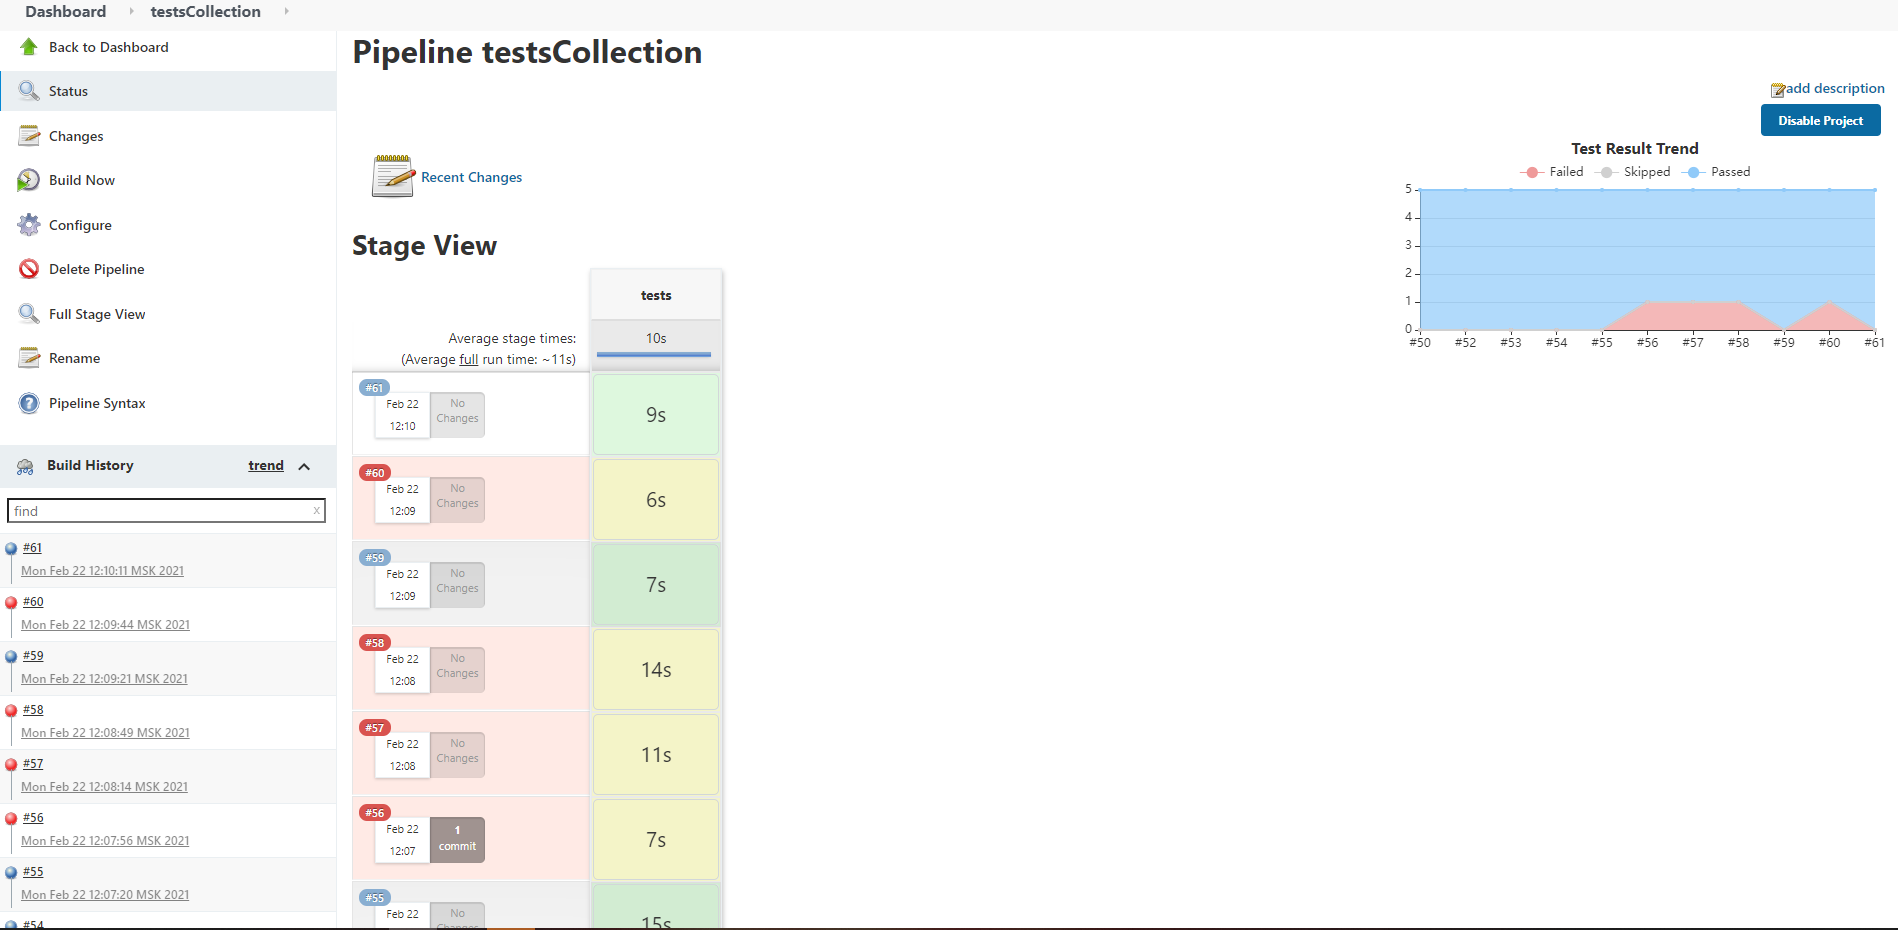 Dashboard
testsCollection
Back to Dashboard
Status
Changes
Build Now
Configure
Delete Pipeline
Full Stage View
Rename
Pipeline Syntax
Build History
trend
find
x
#61
Mon Feb 22 12:10:11 MSK 2021
#60
Mon Feb 22 12:09:44 MSK 2021
#59
Mon Feb 22 12:09:21 MSK 2021
#58
Mon Feb 22 12:08:49 MSK 2021
#57
Mon Feb 22 12:08:14 MSK 2021
#56
Mon Feb 22 12:07:56 MSK 2021
#55
Mon Feb 22 12:07:20 MSK 2021
#54
Pipeline testsCollection
add description
Disable Project
Recent Changes
Stage View
tests
Average stage times:
10s
(Average full run time: ~11s)
#61
Feb 22
12:10
No
Changes
9s
#60
Feb 22
12:09
No
Changes
6s
#59
Feb 22
12:09
No
Changes
7s
#58
Feb 22
12:08
No
Changes
14s
#57
Feb 22
12:08
No
Changes
11s
#56
Feb 22
12:07
1
commit
7s
#55
Feb 22
No
Changes
15s
Test Result Trend
Failed Skipped Passed
5
4
3
2
1
0
#50 #52 #53 #54 #55 #56 #57 #58 #59 #60 #61